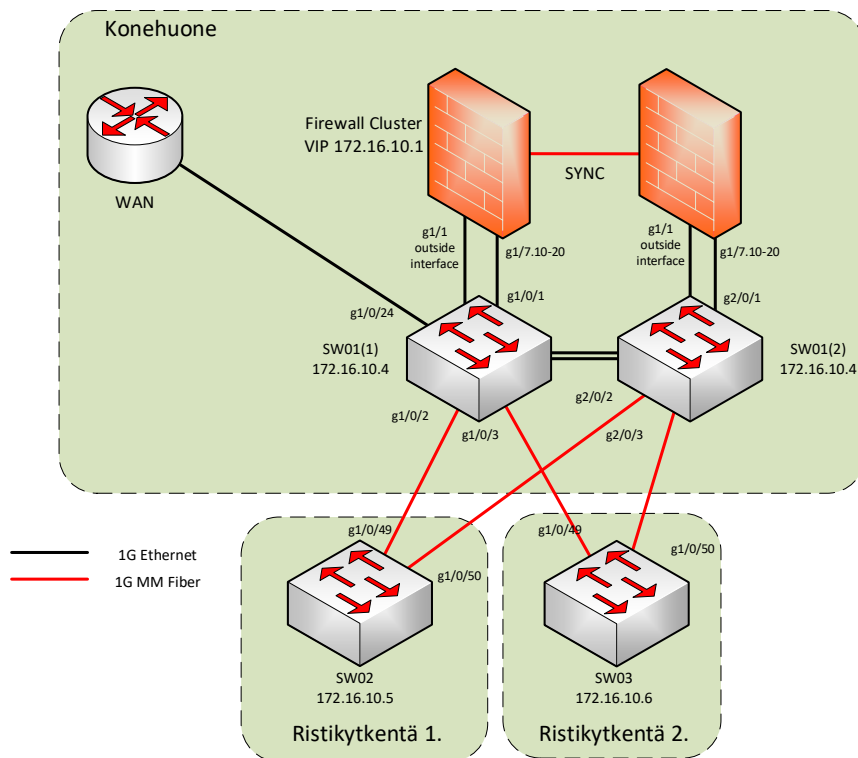 Konehuone
Firewall Cluster
VIP 172.16.10.1
SYNC
WAN
g1/1
outside
interface
g1/7.10-20
g1/1
outside
interface
g1/7.10-20
g1/0/24
g1/0/1
g2/0/1
SW01(1)
172.16.10.4
SW01(2)
172.16.10.4
g1/0/2
g1/0/3
g2/0/2
g2/0/3
1G Ethernet
1G MM Fiber
g1/0/49
g1/0/50
g1/0/49
g1/0/50
SW02
172.16.10.5
SW03
172.16.10.6
Ristikytkentä 1.
Ristikytkentä 2.